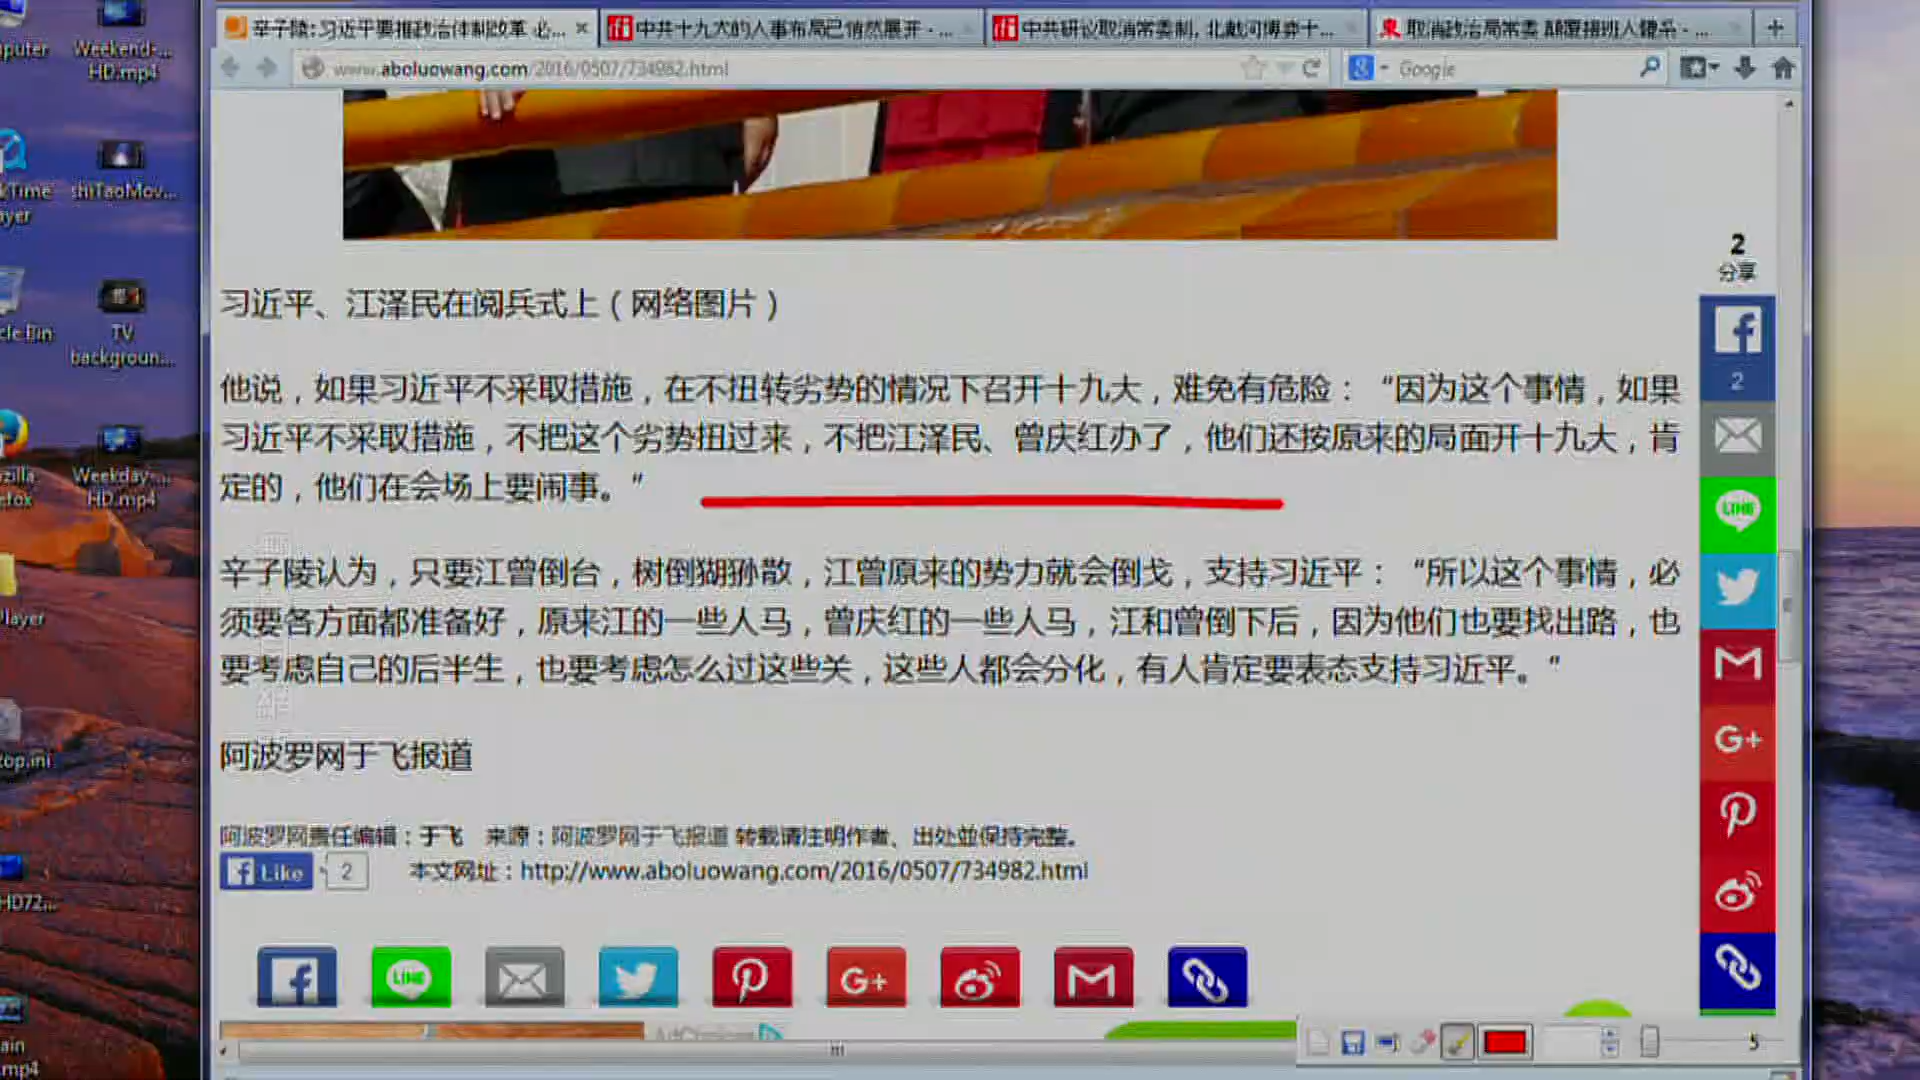 辛子陵:习近平要推政治体制改革 必...
中共十九大的人事布局已悄然展开 - ...
中共研议取消常委制, 北戴河博弈十...
取消政治局常委 颠覆接班人体系 - ...
www.aboluowang.com/2016/0507/734982.html
Google
Weekend-...
HD.mp4
shiTaoMov...
TV
backgroun...
Weekday-...
HD.mp4
习近平、江泽民在阅兵式上（网络图片）
他说，如果习近平不采取措施，在不扭转劣势的情况下召开十九大，难免有危险：“因为这个事情，如果
习近平不采取措施，不把这个劣势扭过来，不把江泽民、曾庆红办了，他们还按原来的局面开十九大，肯
定的，他们在会场上要闹事。”
辛子陵认为，只要江曾倒台，树倒猢狲散，江曾原来的势力就会倒戈，支持习近平：“所以这个事情，必
须要各方面都准备好，原来江的一些人马，曾庆红的一些人马，江和曾倒下后，因为他们也要找出路，也
要考虑自己的后半生，也要考虑怎么过这些关，这些人都会分化，有人肯定要表态支持习近平。”
阿波罗网于飞报道
阿波罗网责任编辑：于飞 来源：阿波罗网于飞报道 转载请注明作者、出处並保持完整。
Like 2
本文网址：http://www.aboluowang.com/2016/0507/734982.html
LINE
G+
AdChoices
2
分享
2
LINE
G+
5